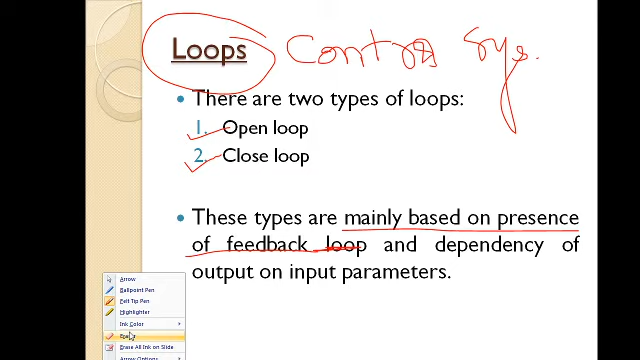 Loops Control Sys.
• There are two types of loops:
1. Open loop
2. Close loop
• These types are mainly based on presence
of feedback loop and dependency of
output on input parameters.
Arrow
Ballpoint Pen
Felt Tip Pen
Highlighter
Ink Color
Eraser
Erase All Ink on Slide
Arrow Options